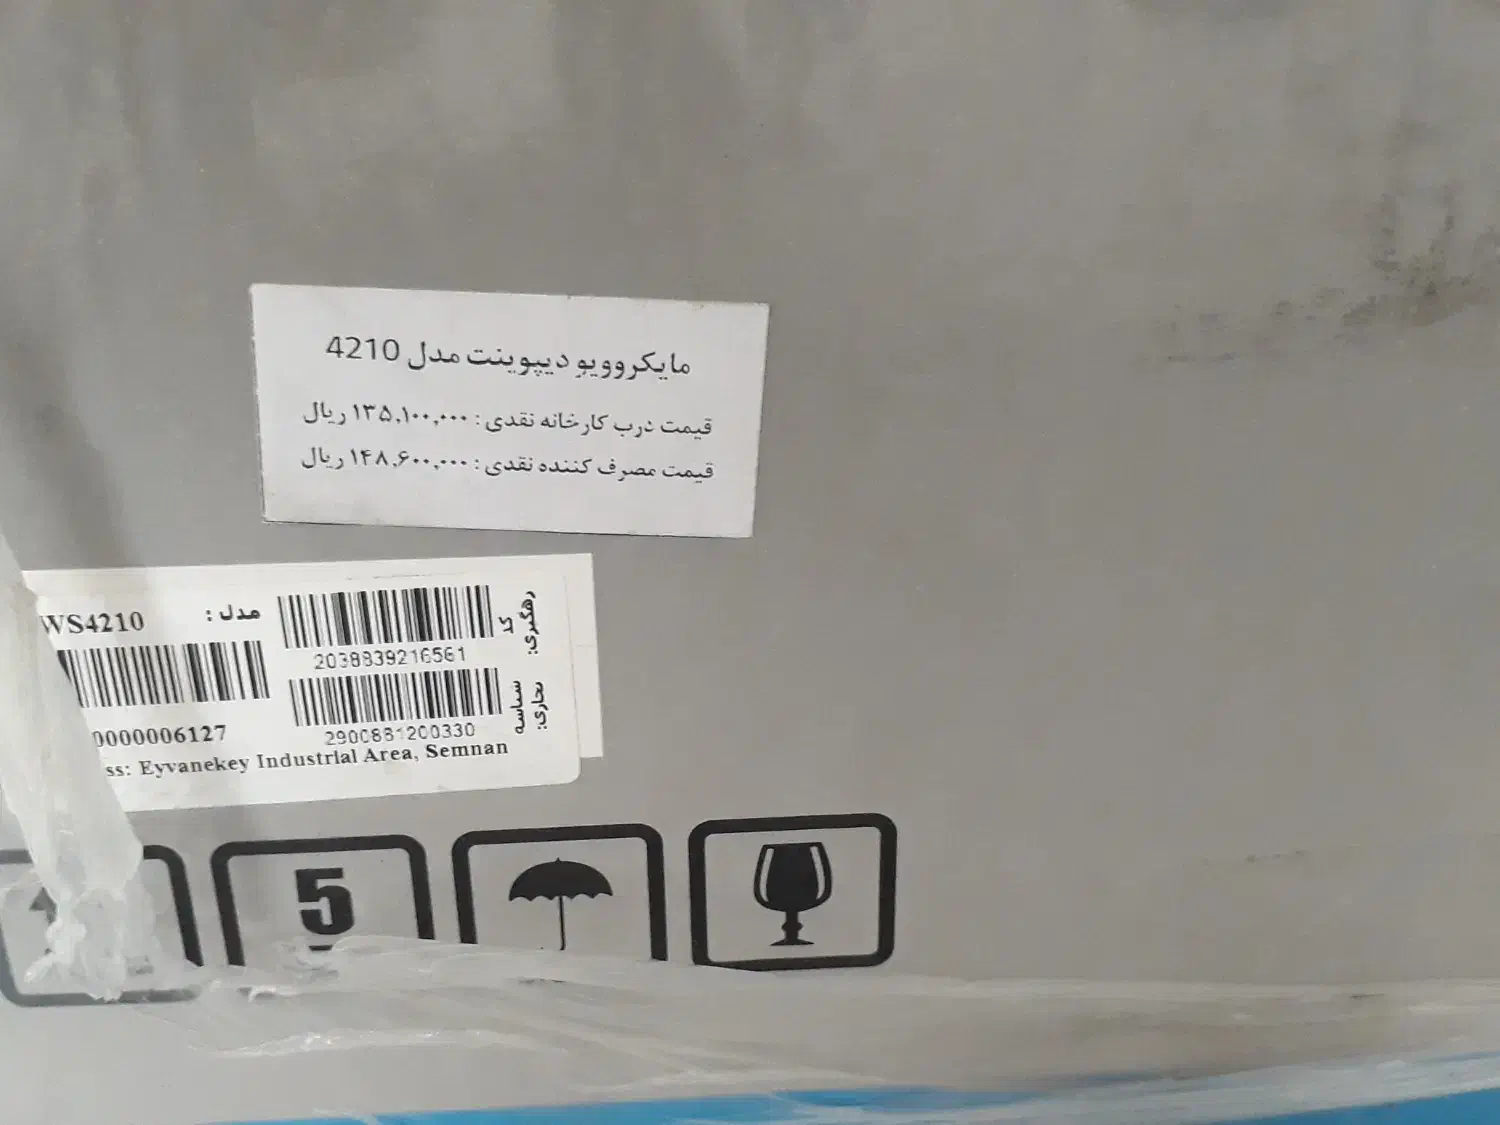 مایکروویو دیپوینت مدل 4210
قیمت درب کارخانه نقدی : ۱۳۵,۱۰۰,۰۰۰ ریال
قیمت مصرف کننده نقدی : ۱۴۸,۶۰۰,۰۰۰ ریال
WS4210 مدل :
کد رهگیری:
2038839216561
شناسه تجاری:
2900881200330
0000006127
ss: Eyvanekey Industrial Area, Semnan
5